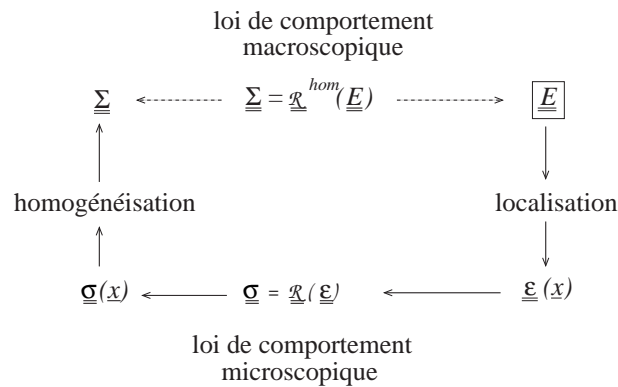 loi de comportement
macroscopique
Σ Σ = ℛ^hom (E) E
homogénéisation localisation
σ(x) σ = ℛ(ε) ε(x)
loi de comportement
microscopique